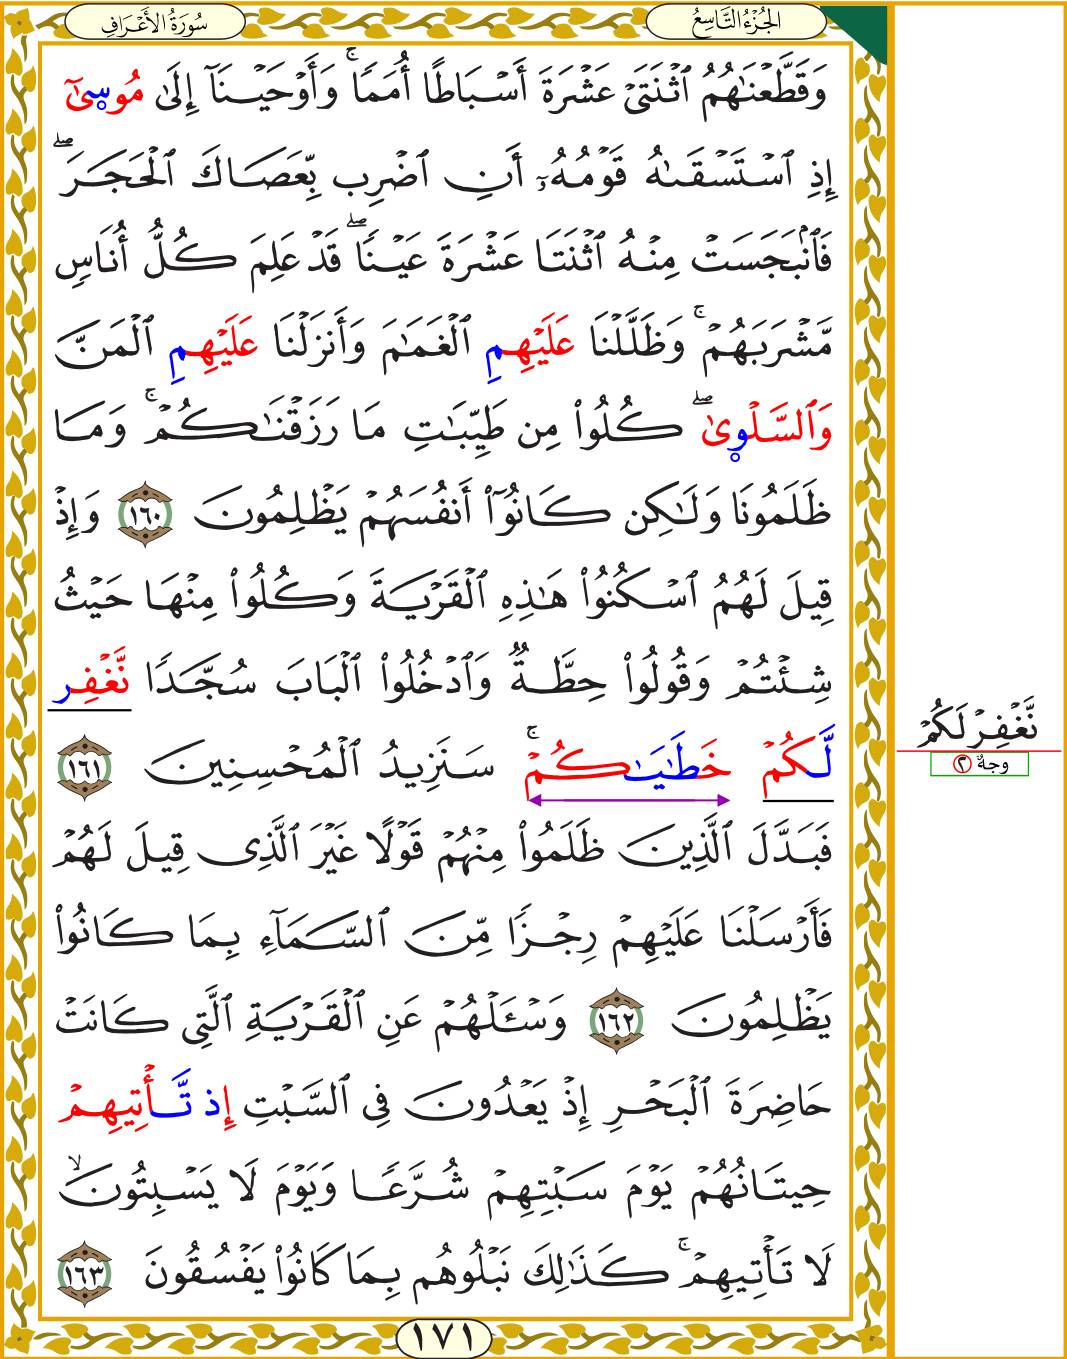 سُورَةُ الأَعْرَافِ
الجُزْءُ التَّاسِعُ
وَقَطَّعْنَٰهُمُ ٱثْنَتَىْ عَشْرَةَ أَسْبَاطًا أُمَمًا ۚ وَأَوْحَيْنَآ إِلَىٰ مُوسَىٰٓ
إِذِ ٱسْتَسْقَىٰهُ قَوْمُهُۥٓ أَنِ ٱضْرِب بِّعَصَاكَ ٱلْحَجَرَ ۖ
فَٱنۢبَجَسَتْ مِنْهُ ٱثْنَتَا عَشْرَةَ عَيْنًا ۖ قَدْ عَلِمَ كُلُّ أُنَاسٍ
مَّشْرَبَهُمْ ۚ وَظَلَّلْنَا عَلَيْهِمِ ٱلْغَمَٰمَ وَأَنزَلْنَا عَلَيْهِمِ ٱلْمَنَّ
وَٱلسَّلْوِىٰ ۖ كُلُوا۟ مِن طَيِّبَٰتِ مَا رَزَقْنَٰكُمْ ۚ وَمَا
ظَلَمُونَا وَلَٰكِن كَانُوٓا۟ أَنفُسَهُمْ يَظْلِمُونَ ١٦٠ وَإِذْ
قِيلَ لَهُمُ ٱسْكُنُوا۟ هَٰذِهِ ٱلْقَرْيَةَ وَكُلُوا۟ مِنْهَا حَيْثُ
شِئْتُمْ وَقُولُوا۟ حِطَّةٌ وَٱدْخُلُوا۟ ٱلْبَابَ سُجَّدًا نَّغْفِر
لَّكُمْ خَطَٰيَٰكُمْ ۚ سَنَزِيدُ ٱلْمُحْسِنِينَ ١٦١
نَّغْفِرْ لَكُمْ
وجهٌ ٢
فَبَدَّلَ ٱلَّذِينَ ظَلَمُوا۟ مِنْهُمْ قَوْلًا غَيْرَ ٱلَّذِى قِيلَ لَهُمْ
فَأَرْسَلْنَا عَلَيْهِمْ رِجْزًا مِّنَ ٱلسَّمَآءِ بِمَا كَانُوا۟
يَظْلِمُونَ ١٦٢ وَسْـَٔلْهُمْ عَنِ ٱلْقَرْيَةِ ٱلَّتِى كَانَتْ
حَاضِرَةَ ٱلْبَحْرِ إِذْ يَعْدُونَ فِى ٱلسَّبْتِ إِذ تَّأْتِيهِمْ
حِيتَانُهُمْ يَوْمَ سَبْتِهِمْ شُرَّعًا وَيَوْمَ لَا يَسْبِتُونَ ۙ
لَا تَأْتِيهِمْ ۚ كَذَٰلِكَ نَبْلُوهُم بِمَا كَانُوا۟ يَفْسُقُونَ ١٦٣
١٧١